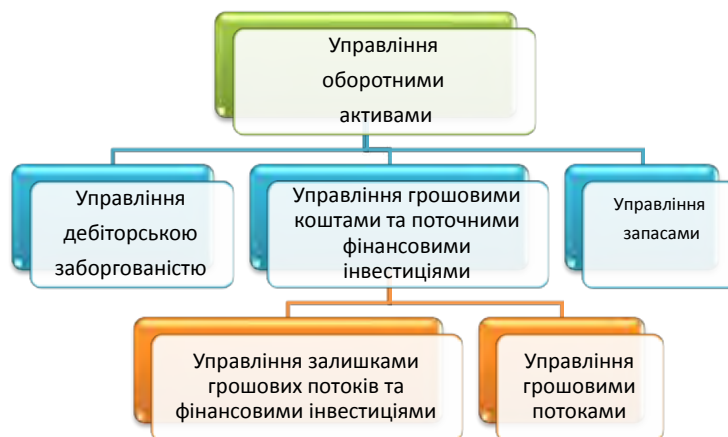 Управління
оборотними
активами
Управління
дебіторською
заборгованістю
Управління грошовими
коштами та поточними
фінансовими
інвестиціями
Управління
запасами
Управління залишками
грошових потоків та
фінансовими інвестиціями
Управління
грошовими
потоками